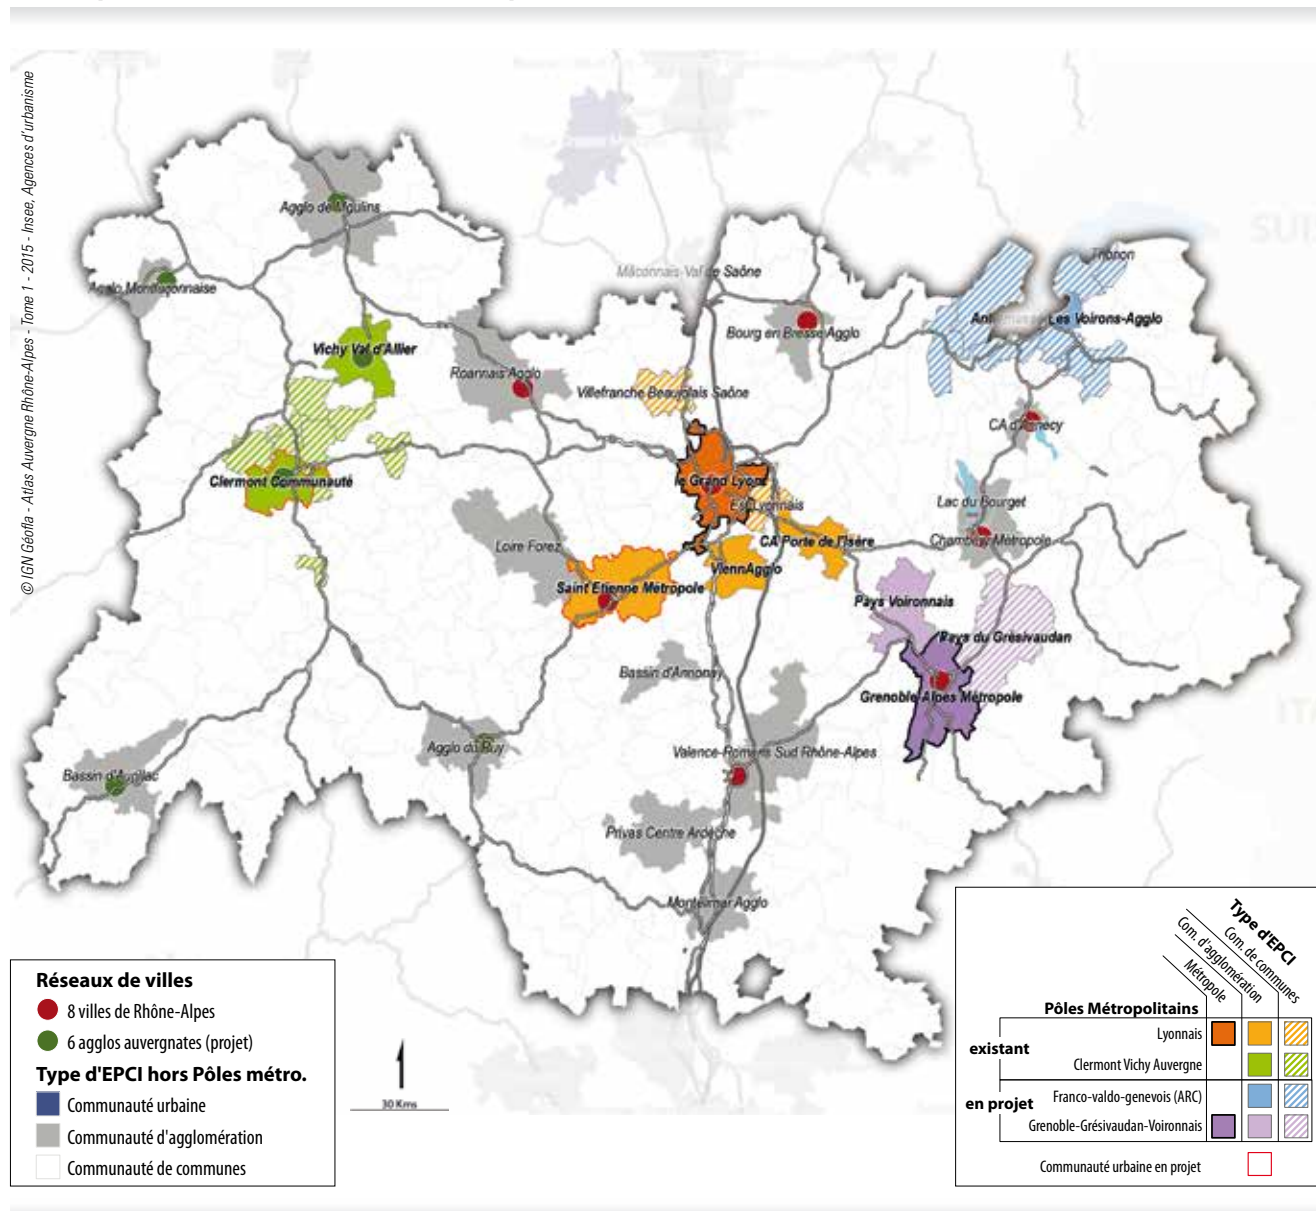 © IGN Géofla - Atlas Auvergne Rhône-Alpes - Tome 1 - 2015 - Insee, Agences d'urbanisme
Agglo de Moulins
SUI
Thonon
Mâconnais-Val de Saône
Agglo Montluçonnaise
Les Voirons-Agglo
Bourg en Bresse Agglo
Vichy Val d'Allier
Roannais Agglo
Villefranche Beaujolais Saône
CA d'Annecy
Clermont Communauté
le Grand Lyon
Est Lyonnais
Lac du Bourget
CA Porte de l'Isère
Chambéry Métropole
Loire Forez
ViennAgglo
Saint Etienne Métropole
Pays Voironnais
Pays du Grésivaudan
Bassin d'Annonay
Grenoble-Alpes Métropole
ITA
Agglo du Puy
Valence-Romans Sud Rhône-Alpes
Bassin d'Aurillac
Privas Centre Ardèche
Montélimar Agglo
30 Kms
Réseaux de villes
8 villes de Rhône-Alpes
6 agglos auvergnates (projet)
Type d'EPCI hors Pôles métro.
Communauté urbaine
Communauté d'agglomération
Communauté de communes
Type d'EPCI
Métropole
Com. d'agglomération
Com. de communes
Pôles Métropolitains
existant
Lyonnais
Clermont Vichy Auvergne
en projet
Franco-valdo-genevois (ARC)
Grenoble-Grésivaudan-Voironnais
Communauté urbaine en projet